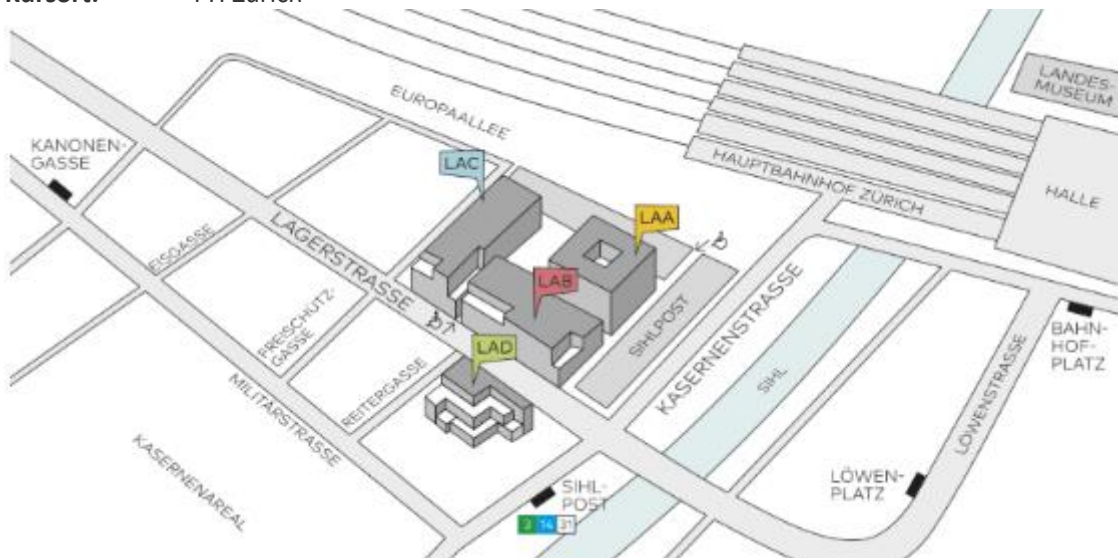 EUROPAALLEE
LANDES-
MUSEUM
KANONEN-
GASSE
LAC
HAUPTBAHNHOF ZÜRICH
HALLE
LAA
EISGASSE
LAGERSTRASSE
LAB
FREISCHÜTZ-
GASSE
SIHLPOST
KASERNENSTRASSE
BAHN-
HOF-
PLATZ
LAD
REITERGASSE
SIHL
MILITÄRSTRASSE
LÖWENSTRASSE
KASERNENAREAL
SIHL-
POST
LÖWEN-
PLATZ
3 14 31